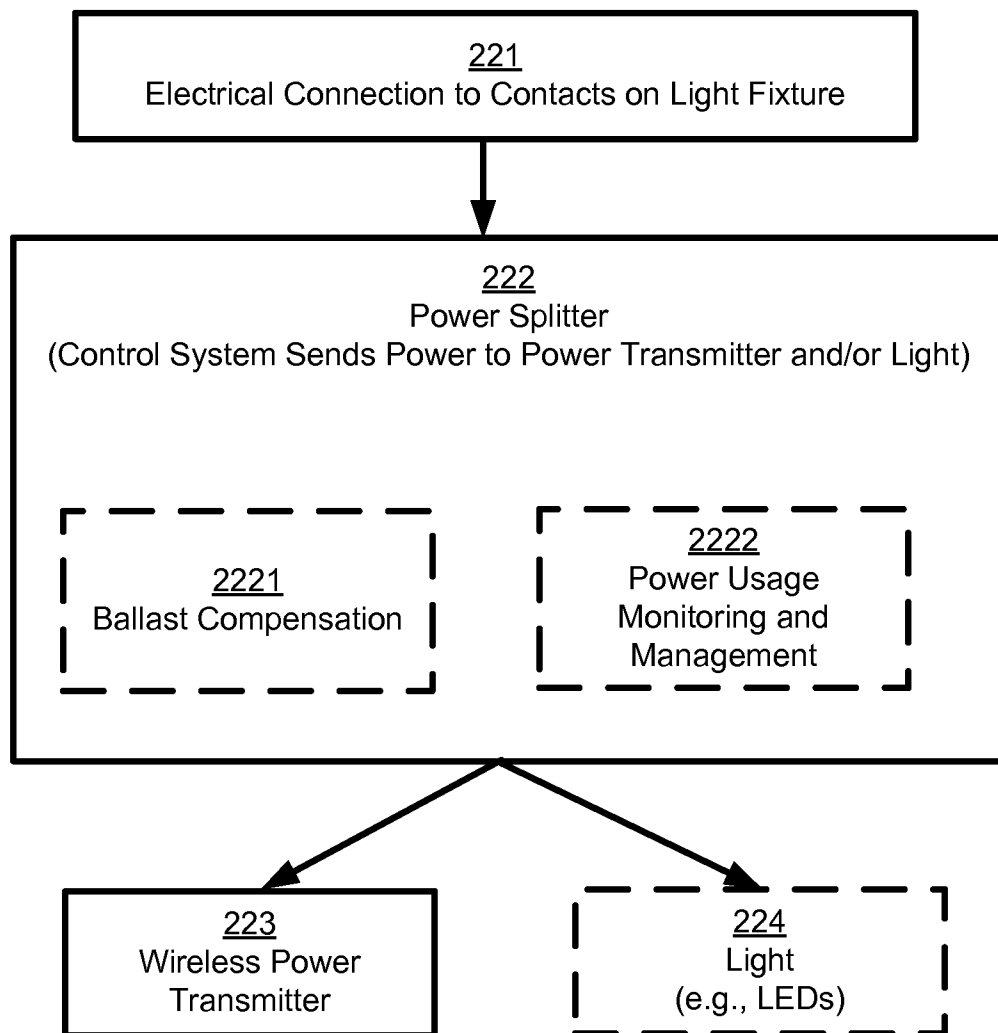 221
Electrical Connection to Contacts on Light Fixture
222
Power Splitter
(Control System Sends Power to Power Transmitter and/or Light)
2221
Ballast Compensation
2222
Power Usage
Monitoring and
Management
223
Wireless Power
Transmitter
224
Light
(e.g., LEDs)